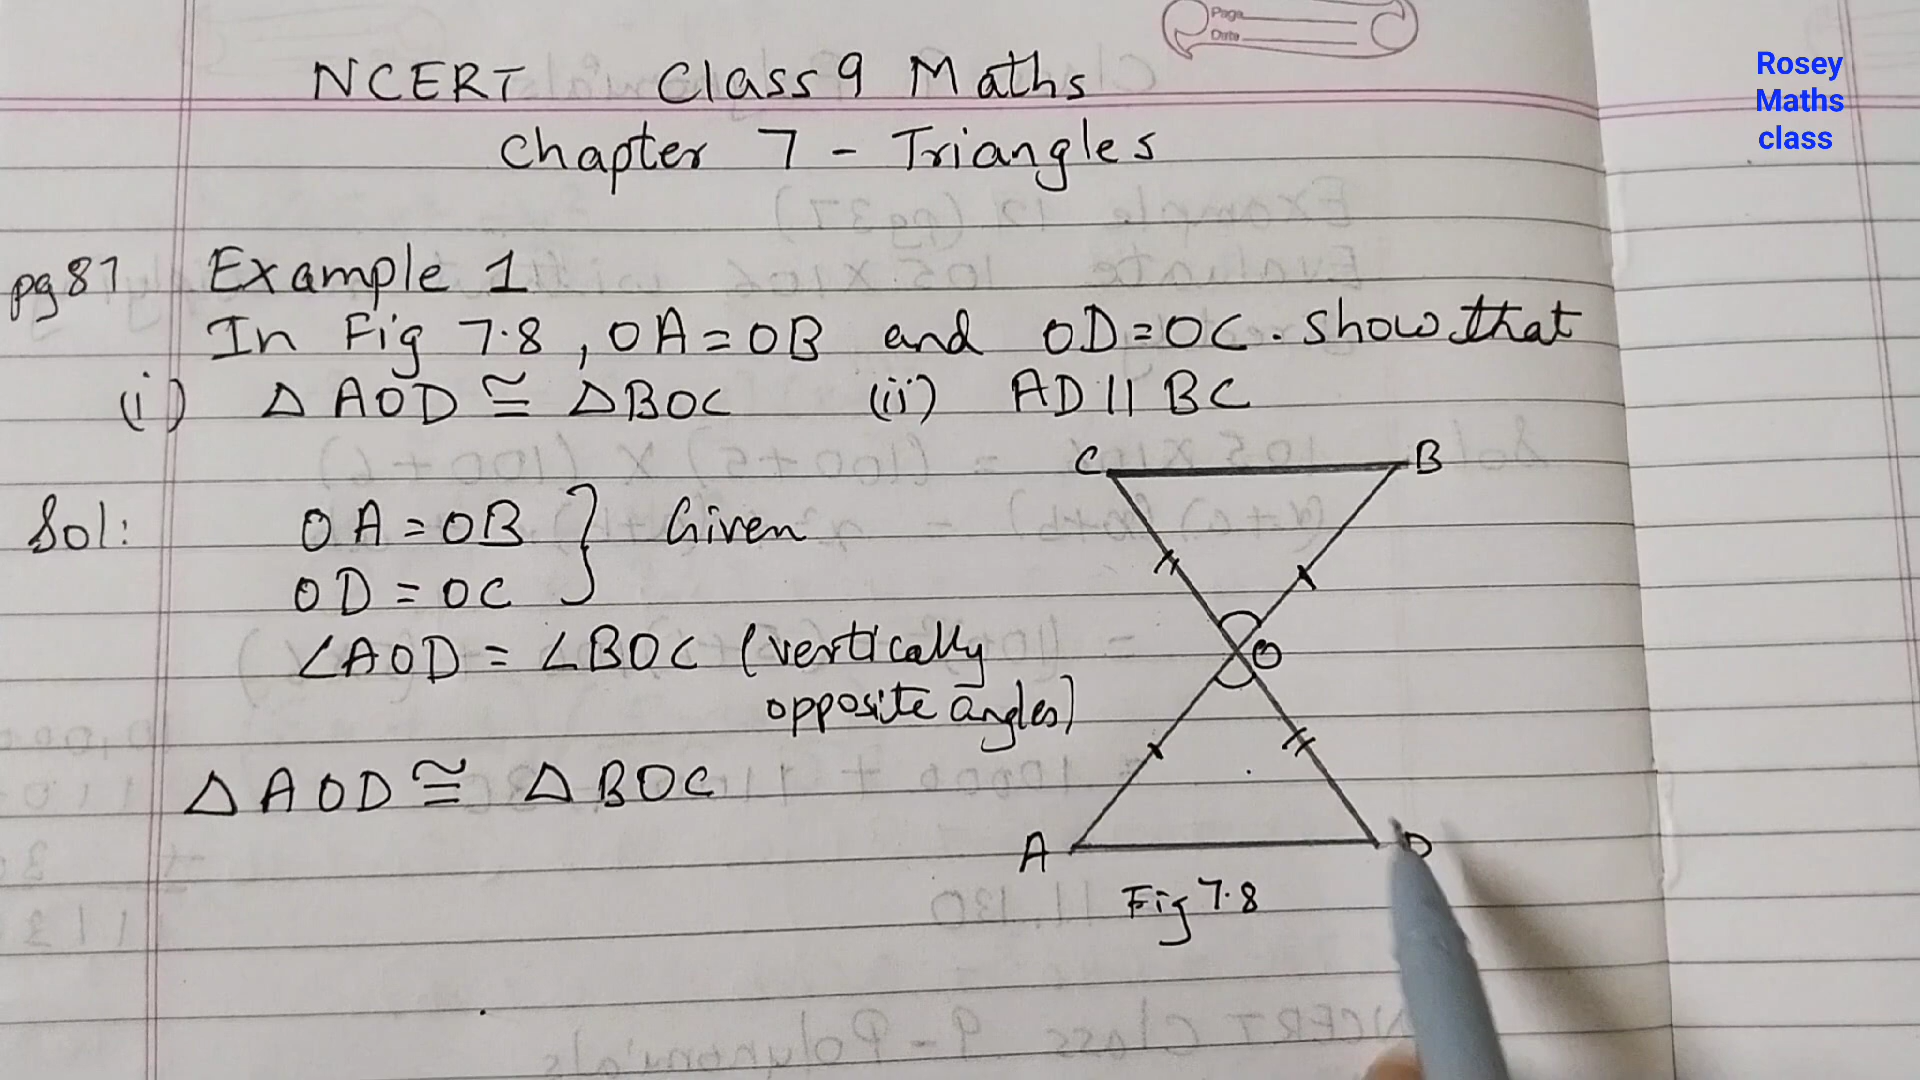 Page
Date
NCERT Class 9 Maths
Chapter 7 - Triangles
Rosey
Maths
class
pg 87 Example 1
In Fig 7.8, OA = OB and OD = OC. Show that
(i) △ AOD ≅ △ BOC (ii) AD || BC
Sol: OA = OB } Given
OD = OC
∠AOD = ∠BOC (vertically
opposite angles)
△ AOD ≅ △ BOC
C B
O
A D
Fig 7.8